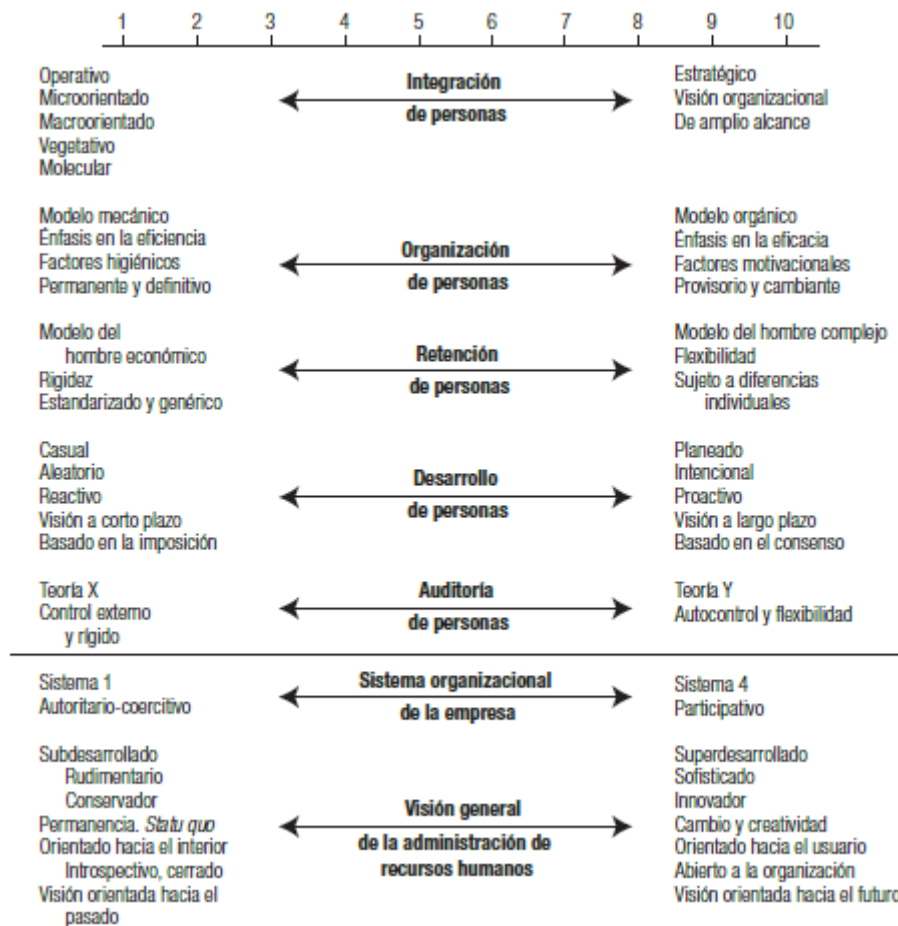 1 2 3 4 5 6 7 8 9 10
Operativo
Microorientado
Macroorientado
Vegetativo
Molecular
Integración
de personas
Estratégico
Visión organizacional
De amplio alcance
Modelo mecánico
Énfasis en la eficiencia
Factores higiénicos
Permanente y definitivo
Organización
de personas
Modelo orgánico
Énfasis en la eficacia
Factores motivacionales
Provisorio y cambiante
Modelo del
hombre económico
Rigidez
Estandarizado y genérico
Retención
de personas
Modelo del hombre complejo
Flexibilidad
Sujeto a diferencias
individuales
Casual
Aleatorio
Reactivo
Visión a corto plazo
Basado en la imposición
Desarrollo
de personas
Planeado
Intencional
Proactivo
Visión a largo plazo
Basado en el consenso
Teoría X
Control externo
y rígido
Auditoría
de personas
Teoría Y
Autocontrol y flexibilidad
Sistema 1
Autoritario-coercitivo
Sistema organizacional
de la empresa
Sistema 4
Participativo
Subdesarrollado
Rudimentario
Conservador
Permanencia. Statu quo
Orientado hacia el interior
Introspectivo, cerrado
Visión orientada hacia el
pasado
Visión general
de la administración de
recursos humanos
Superdesarrollado
Sofisticado
Innovador
Cambio y creatividad
Orientado hacia el usuario
Abierto a la organización
Visión orientada hacia el futuro